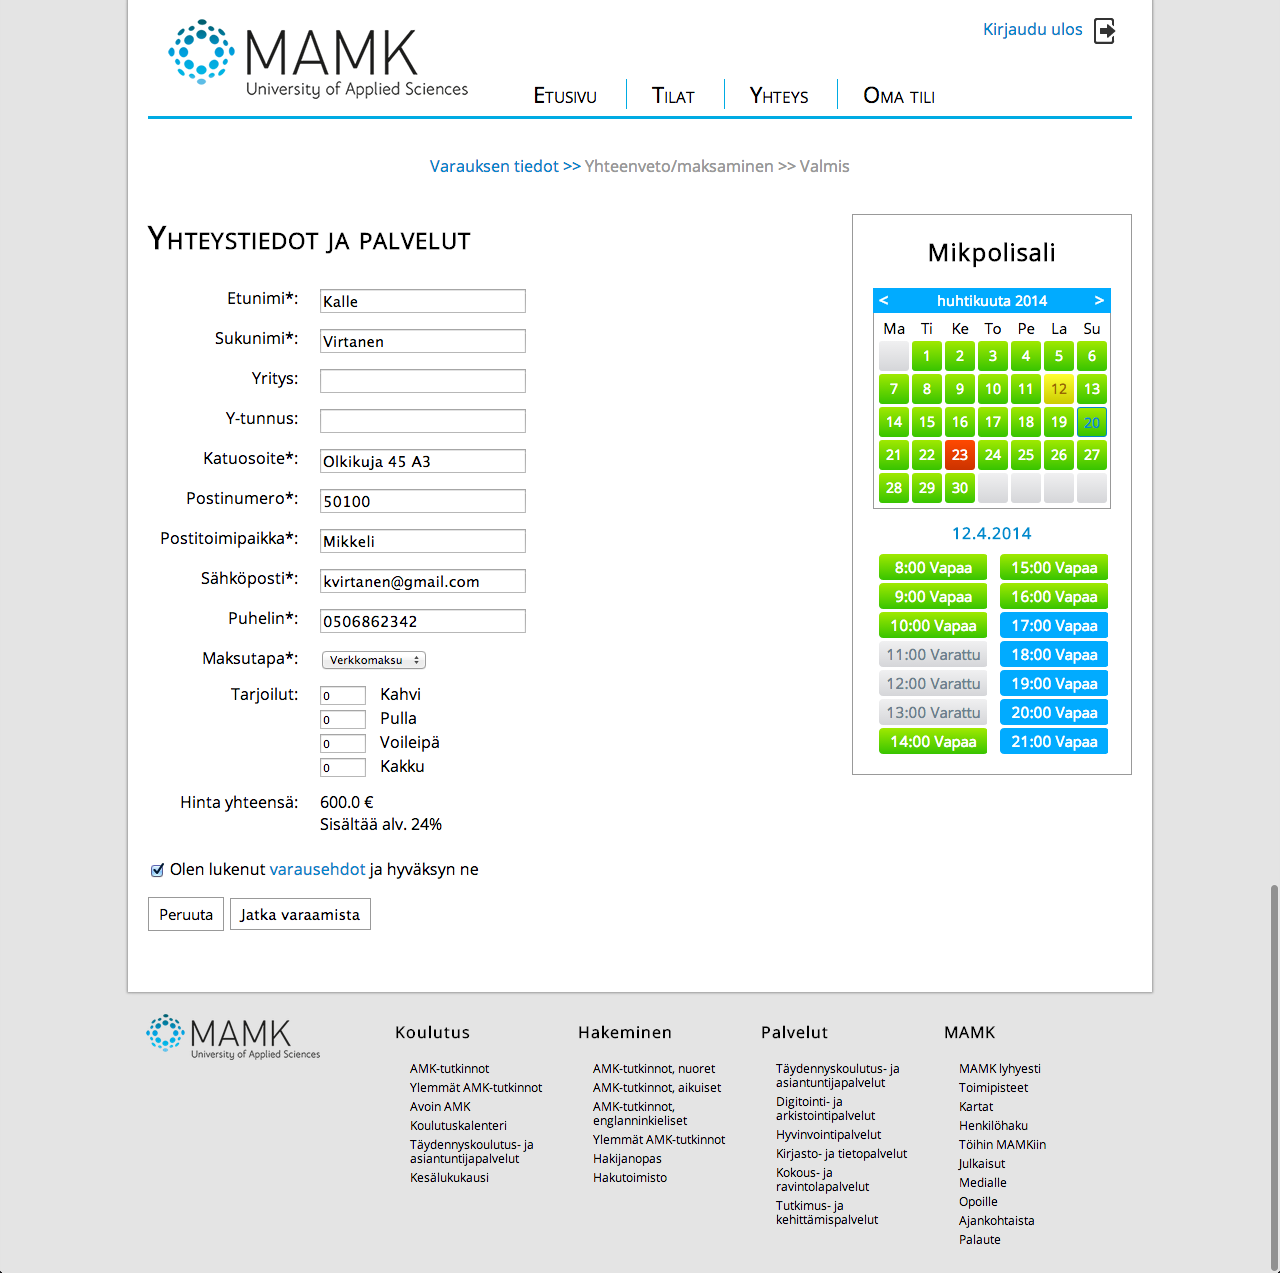 MAMK
University of Applied Sciences
Kirjaudu ulos
Etusivu
Tilat
Yhteys
Oma tili
Varauksen tiedot >> Yhteenveto/maksaminen >> Valmis
Yhteystiedot ja palvelut
Etunimi*: Kalle
Sukunimi*: Virtanen
Yritys:
Y-tunnus:
Katuosoite*: Olkikuja 45 A3
Postinumero*: 50100
Postitoimipaikka*: Mikkeli
Sähköposti*: kvirtanen@gmail.com
Puhelin*: 0506862342
Maksutapa*: Verkkomaksu
Tarjoilut: 0 Kahvi
0 Pulla
0 Voileipä
0 Kakku
Hinta yhteensä: 600.0 €
Sisältää alv. 24%
Olen lukenut varausehdot ja hyväksyn ne
Peruuta
Jatka varaamista
Mikpolisali
< huhtikuuta 2014 >
Ma Ti Ke To Pe La Su
1 2 3 4 5 6
7 8 9 10 11 12 13
14 15 16 17 18 19 20
21 22 23 24 25 26 27
28 29 30
12.4.2014
8:00 Vapaa 15:00 Vapaa
9:00 Vapaa 16:00 Vapaa
10:00 Vapaa 17:00 Vapaa
11:00 Varattu 18:00 Vapaa
12:00 Varattu 19:00 Vapaa
13:00 Varattu 20:00 Vapaa
14:00 Vapaa 21:00 Vapaa
MAMK
University of Applied Sciences
Koulutus
AMK-tutkinnot
Ylemmät AMK-tutkinnot
Avoin AMK
Koulutuskalenteri
Täydennyskoulutus- ja
asiantuntijapalvelut
Kesälukukausi
Hakeminen
AMK-tutkinnot, nuoret
AMK-tutkinnot, aikuiset
AMK-tutkinnot,
englanninkieliset
Ylemmät AMK-tutkinnot
Hakijanopas
Hakutoimisto
Palvelut
Täydennyskoulutus- ja
asiantuntijapalvelut
Digitointi- ja
arkistointipalvelut
Hyvinvointipalvelut
Kirjasto- ja tietopalvelut
Kokous- ja
ravintolapalvelut
Tutkimus- ja
kehittämispalvelut
MAMK
MAMK lyhyesti
Toimipisteet
Kartat
Henkilöhaku
Töihin MAMKiin
Julkaisut
Medialle
Opoille
Ajankohtaista
Palaute